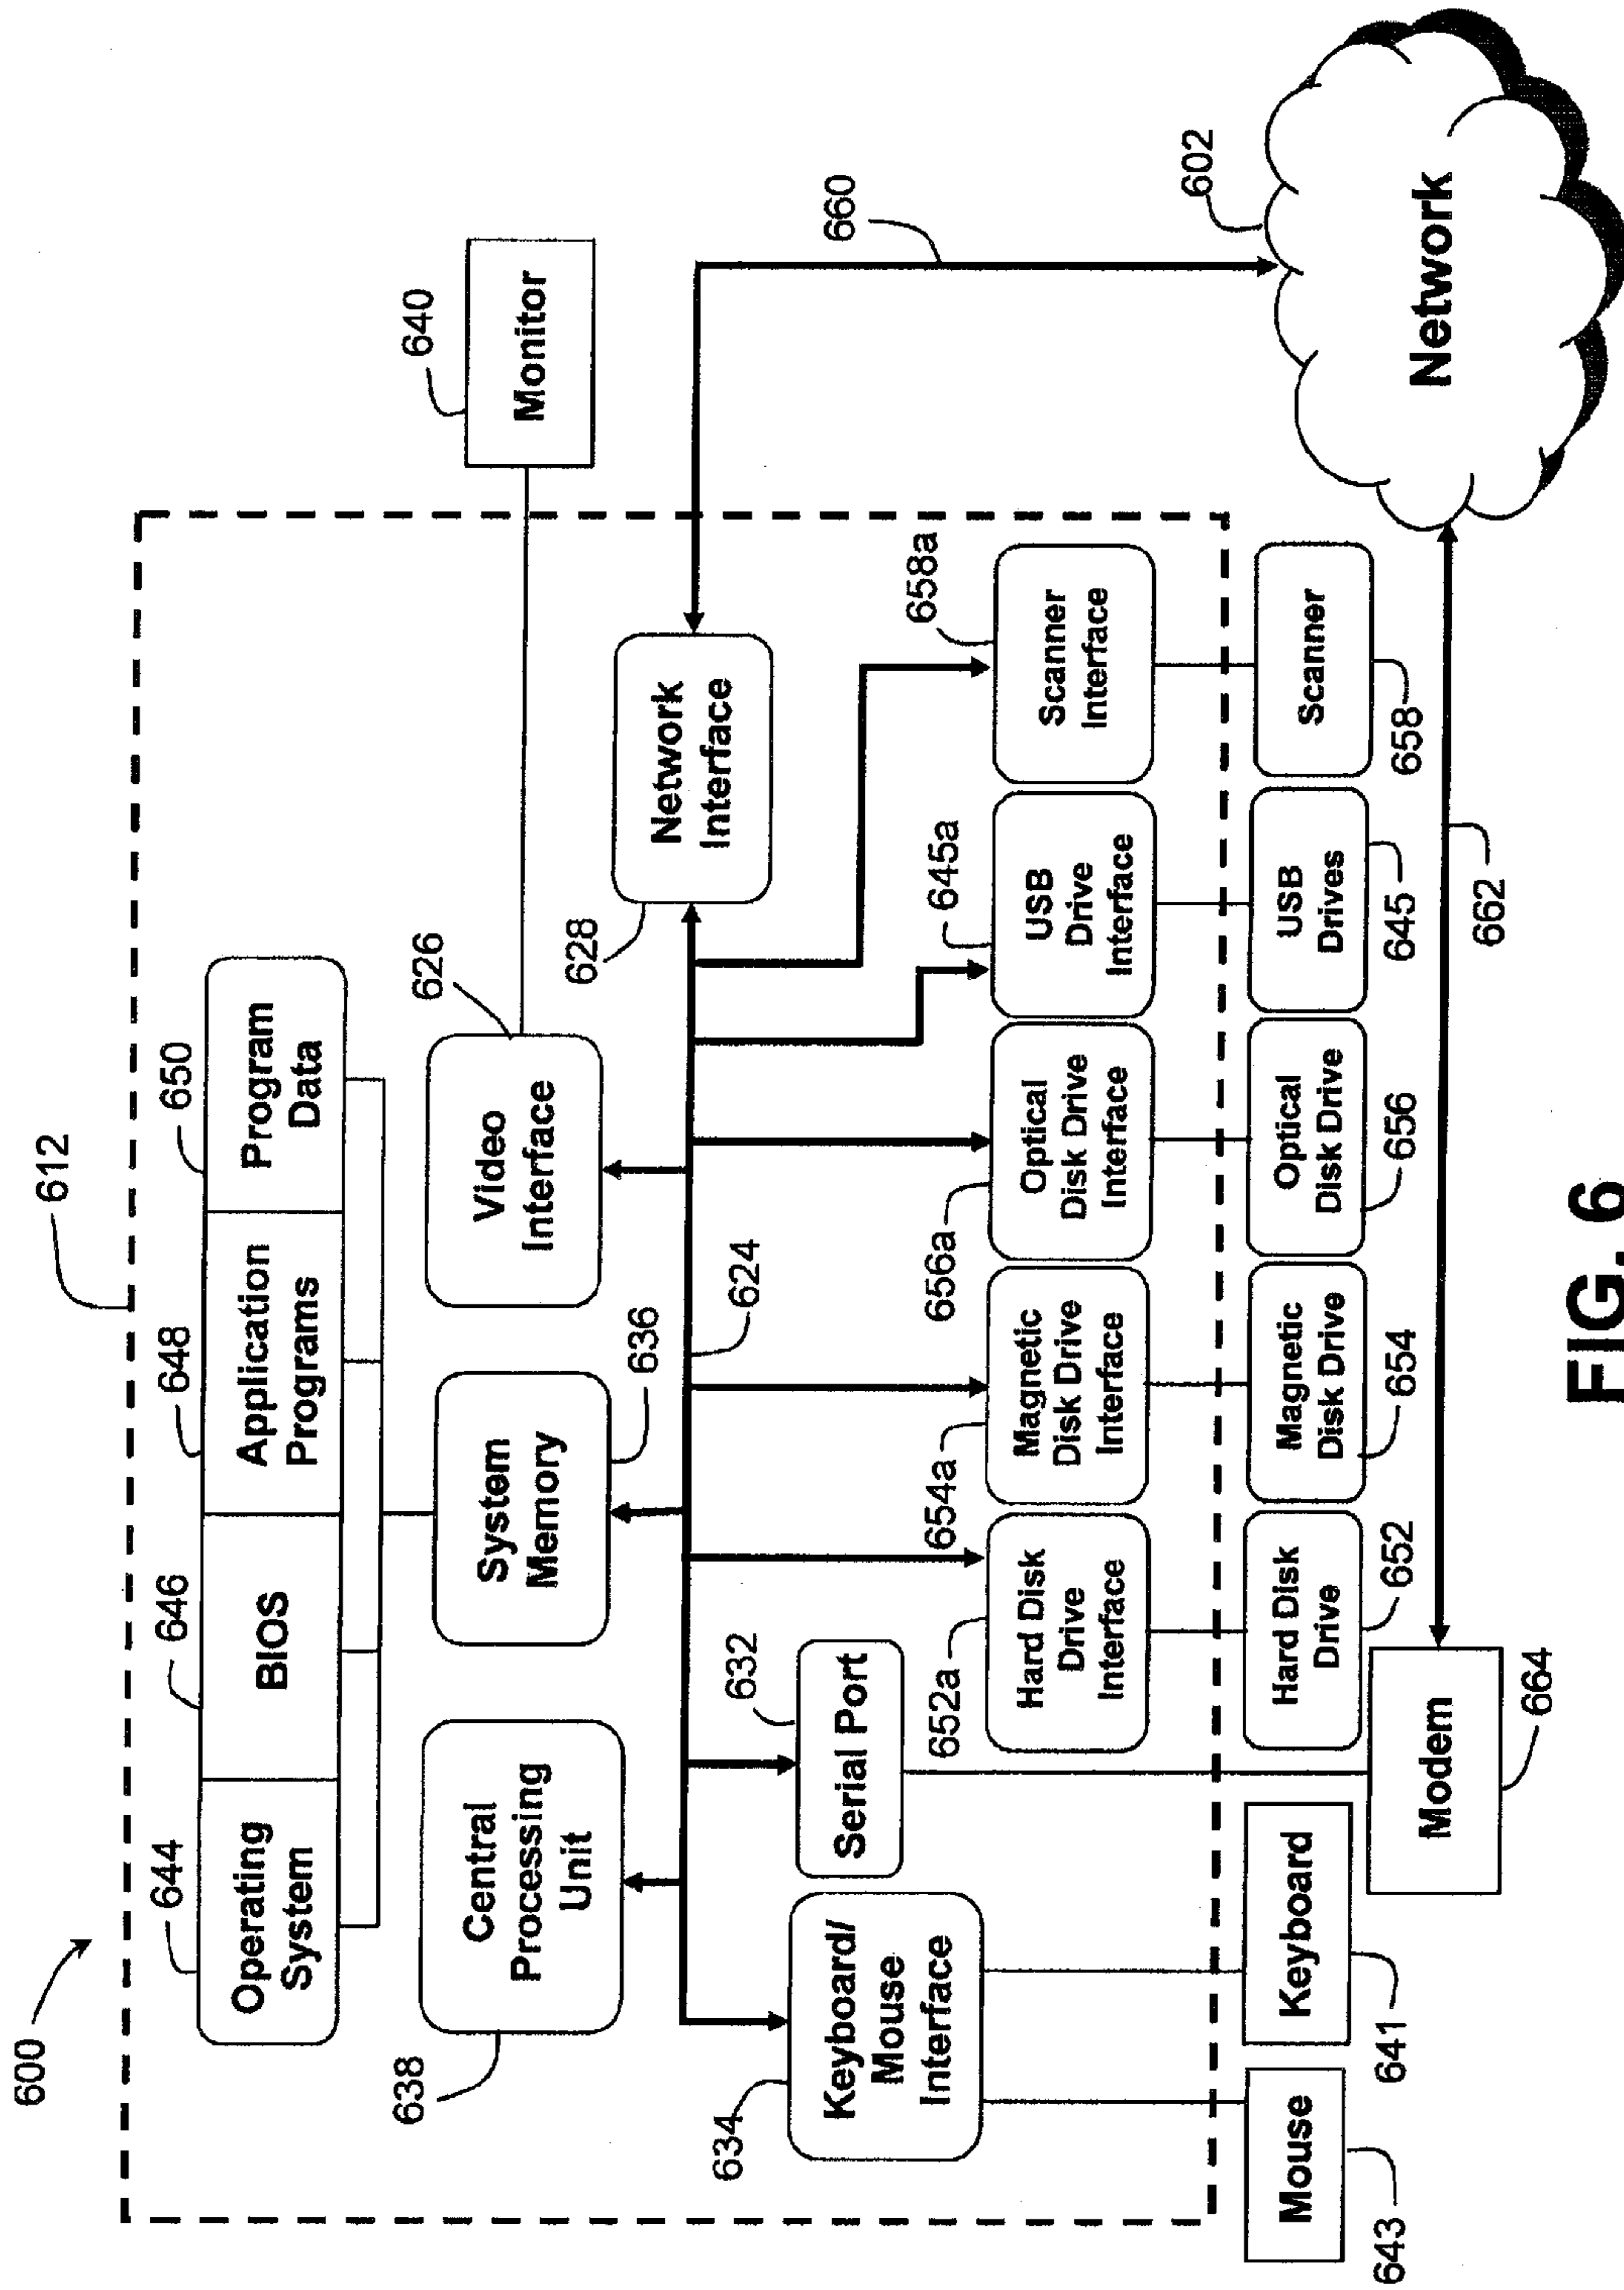 600
612
644
646
648
650
Operating
System
BIOS
Application
Programs
Program
Data
640
Monitor
638
Central
Processing
Unit
System
Memory
636
626
Video
Interface
628
Network
Interface
624
660
634
Keyboard/
Mouse
Interface
632
Serial Port
652a
Hard Disk
Drive
Interface
654a
Magnetic
Disk Drive
Interface
656a
Optical
Disk Drive
Interface
645a
USB
Drive
Interface
658a
Scanner
Interface
602
Network
643
Mouse
641
Keyboard
Modem
664
Hard Disk
Drive
652
Magnetic
Disk Drive
654
Optical
Disk Drive
656
USB
Drives
645
Scanner
658
662
FIG. 6